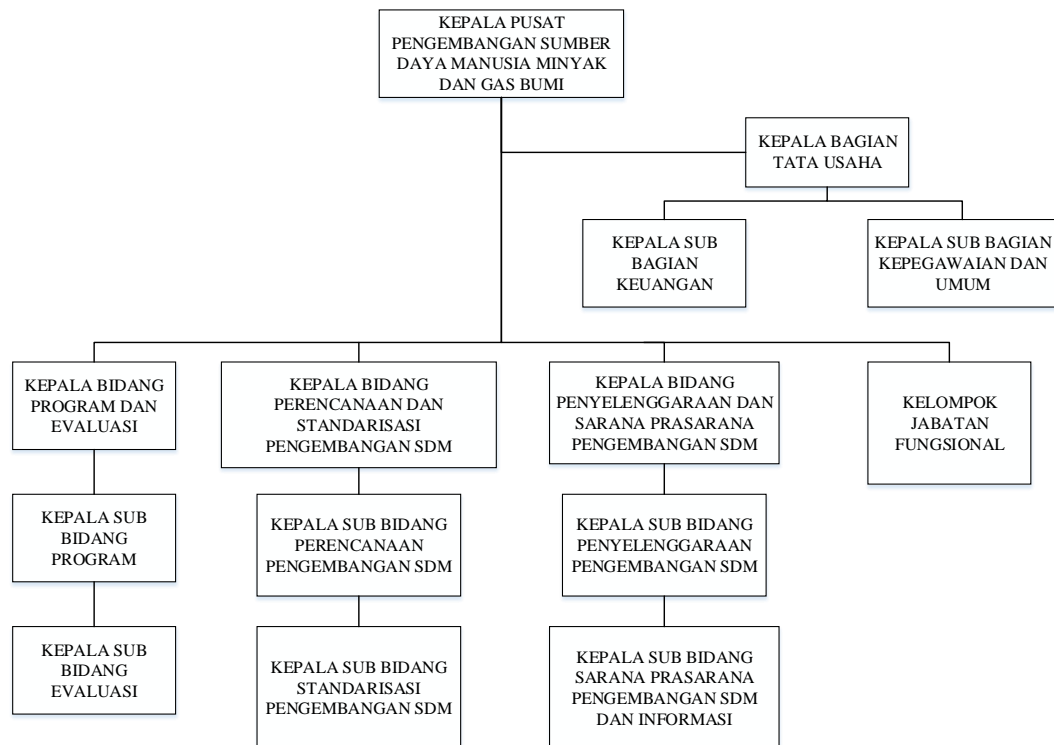 KEPALA PUSAT
PENGEMBANGAN SUMBER
DAYA MANUSIA MINYAK
DAN GAS BUMI
KEPALA BAGIAN
TATA USAHA
KEPALA SUB
BAGIAN
KEUANGAN
KEPALA SUB BAGIAN
KEPEGAWAIAN DAN
UMUM
KEPALA BIDANG
PROGRAM DAN
EVALUASI
KEPALA BIDANG
PERENCANAAN DAN
STANDARISASI
PENGEMBANGAN SDM
KEPALA BIDANG
PENYELENGGARAAN DAN
SARANA PRASARANA
PENGEMBANGAN SDM
KELOMPOK
JABATAN
FUNGSIONAL
KEPALA SUB
BIDANG
PROGRAM
KEPALA SUB BIDANG
PERENCANAAN
PENGEMBANGAN SDM
KEPALA SUB BIDANG
PENYELENGGARAAN
PENGEMBANGAN SDM
KEPALA SUB
BIDANG
EVALUASI
KEPALA SUB BIDANG
STANDARISASI
PENGEMBANGAN SDM
KEPALA SUB BIDANG
SARANA PRASARANA
PENGEMBANGAN SDM
DAN INFORMASI